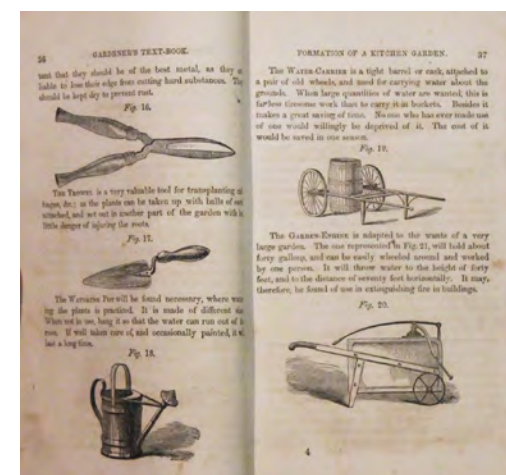 36
GARDENER'S TEXT-BOOK.
tant that they should be of the best metal, as they
liable to lose their edge from cutting hard substances. They
should be kept dry to prevent rust.
Fig. 16.
THE TROWEL is a very valuable tool for transplanting
&c.; as the plants can be taken up with balls of
attached, and set out in another part of the garden with
little danger of injuring the roots.
Fig. 17.
The WATERING POT will be found necessary, where
ing the plants is practiced. It is made of different
When not in use, hang it so that the water can run out of
rose. If well taken care of, and occasionally painted, it
last a long time.
Fig. 18.
FORMATION OF A KITCHEN GARDEN.
37
The WATER-CARRIER is a tight barrel or cask, attached to
a pair of old wheels, and used for carrying water about the
grounds. When large quantities of water are wanted, this is
far less tiresome work than to carry it in buckets. Besides it
makes a great saving of time. No one who has ever made use
of one would willingly be deprived of it. The cost of it
would be saved in one season.
Fig. 19.
The GARDEN-ENGINE is adapted to the wants of a very
large garden. The one represented in Fig. 21, will hold about
forty gallons, and can be easily wheeled around and worked
by one person. It will throw water to the height of forty
feet, and to the distance of seventy feet horizontally. It may,
therefore, be found of use in extinguishing fire in buildings.
Fig. 20.
4